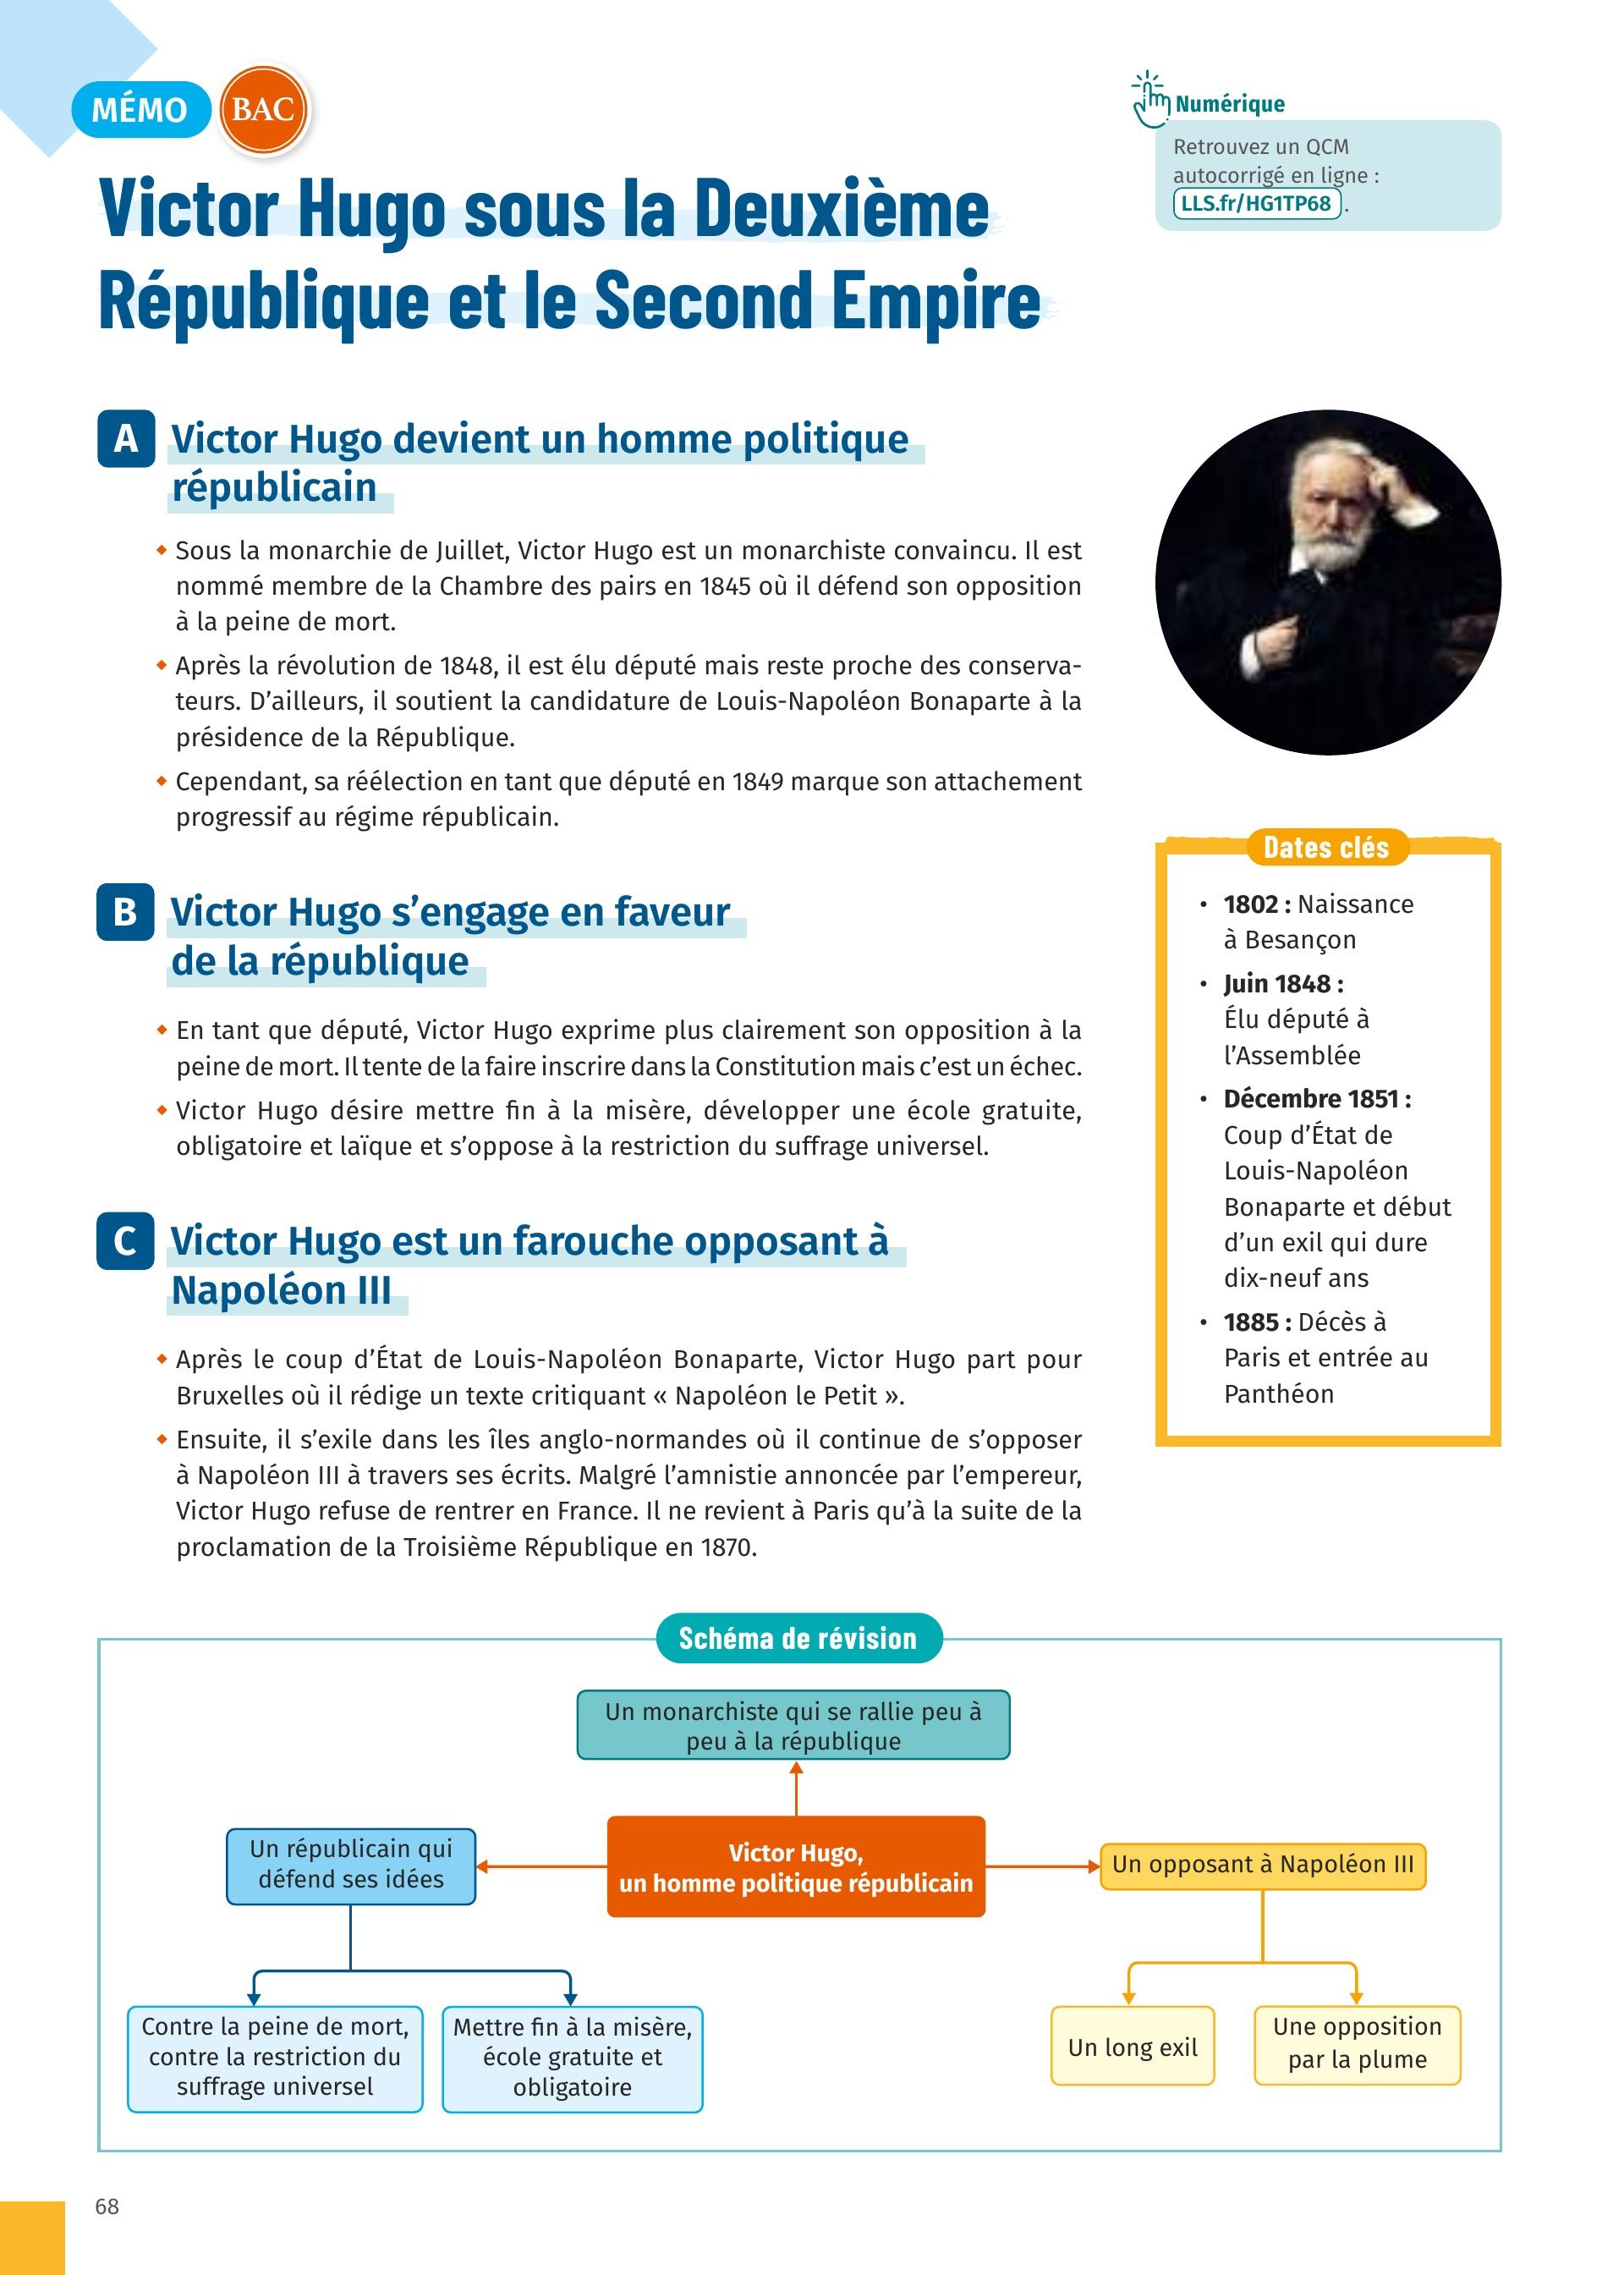 MÉMO
BAC
Numérique
Retrouvez un QCM
autocorrigé en ligne :
LLS.fr/HG1TP68 .
Victor Hugo sous la Deuxième
République et le Second Empire
A
Victor Hugo devient un homme politique
républicain
Sous la monarchie de Juillet, Victor Hugo est un monarchiste convaincu. Il est
nommé membre de la Chambre des pairs en 1845 où il défend son opposition
à la peine de mort.
Après la révolution de 1848, il est élu député mais reste proche des conserva-
teurs. D’ailleurs, il soutient la candidature de Louis-Napoléon Bonaparte à la
présidence de la République.
Cependant, sa réélection en tant que député en 1849 marque son attachement
progressif au régime républicain.
B
Victor Hugo s’engage en faveur
de la république
En tant que député, Victor Hugo exprime plus clairement son opposition à la
peine de mort. Il tente de la faire inscrire dans la Constitution mais c’est un échec.
Victor Hugo désire mettre fin à la misère, développer une école gratuite,
obligatoire et laïque et s’oppose à la restriction du suffrage universel.
C
Victor Hugo est un farouche opposant à
Napoléon III
Après le coup d’État de Louis-Napoléon Bonaparte, Victor Hugo part pour
Bruxelles où il rédige un texte critiquant « Napoléon le Petit ».
Ensuite, il s’exile dans les îles anglo-normandes où il continue de s’opposer
à Napoléon III à travers ses écrits. Malgré l’amnistie annoncée par l’empereur,
Victor Hugo refuse de rentrer en France. Il ne revient à Paris qu’à la suite de la
proclamation de la Troisième République en 1870.
Dates clés
• 1802 : Naissance
à Besançon
• Juin 1848 :
Élu député à
l’Assemblée
• Décembre 1851 :
Coup d’État de
Louis-Napoléon
Bonaparte et début
d’un exil qui dure
dix-neuf ans
• 1885 : Décès à
Paris et entrée au
Panthéon
Schéma de révision
Un monarchiste qui se rallie peu à
peu à la république
Un républicain qui
défend ses idées
Victor Hugo,
un homme politique républicain
Un opposant à Napoléon III
Contre la peine de mort,
contre la restriction du
suffrage universel
Mettre fin à la misère,
école gratuite et
obligatoire
Un long exil
Une opposition
par la plume
68